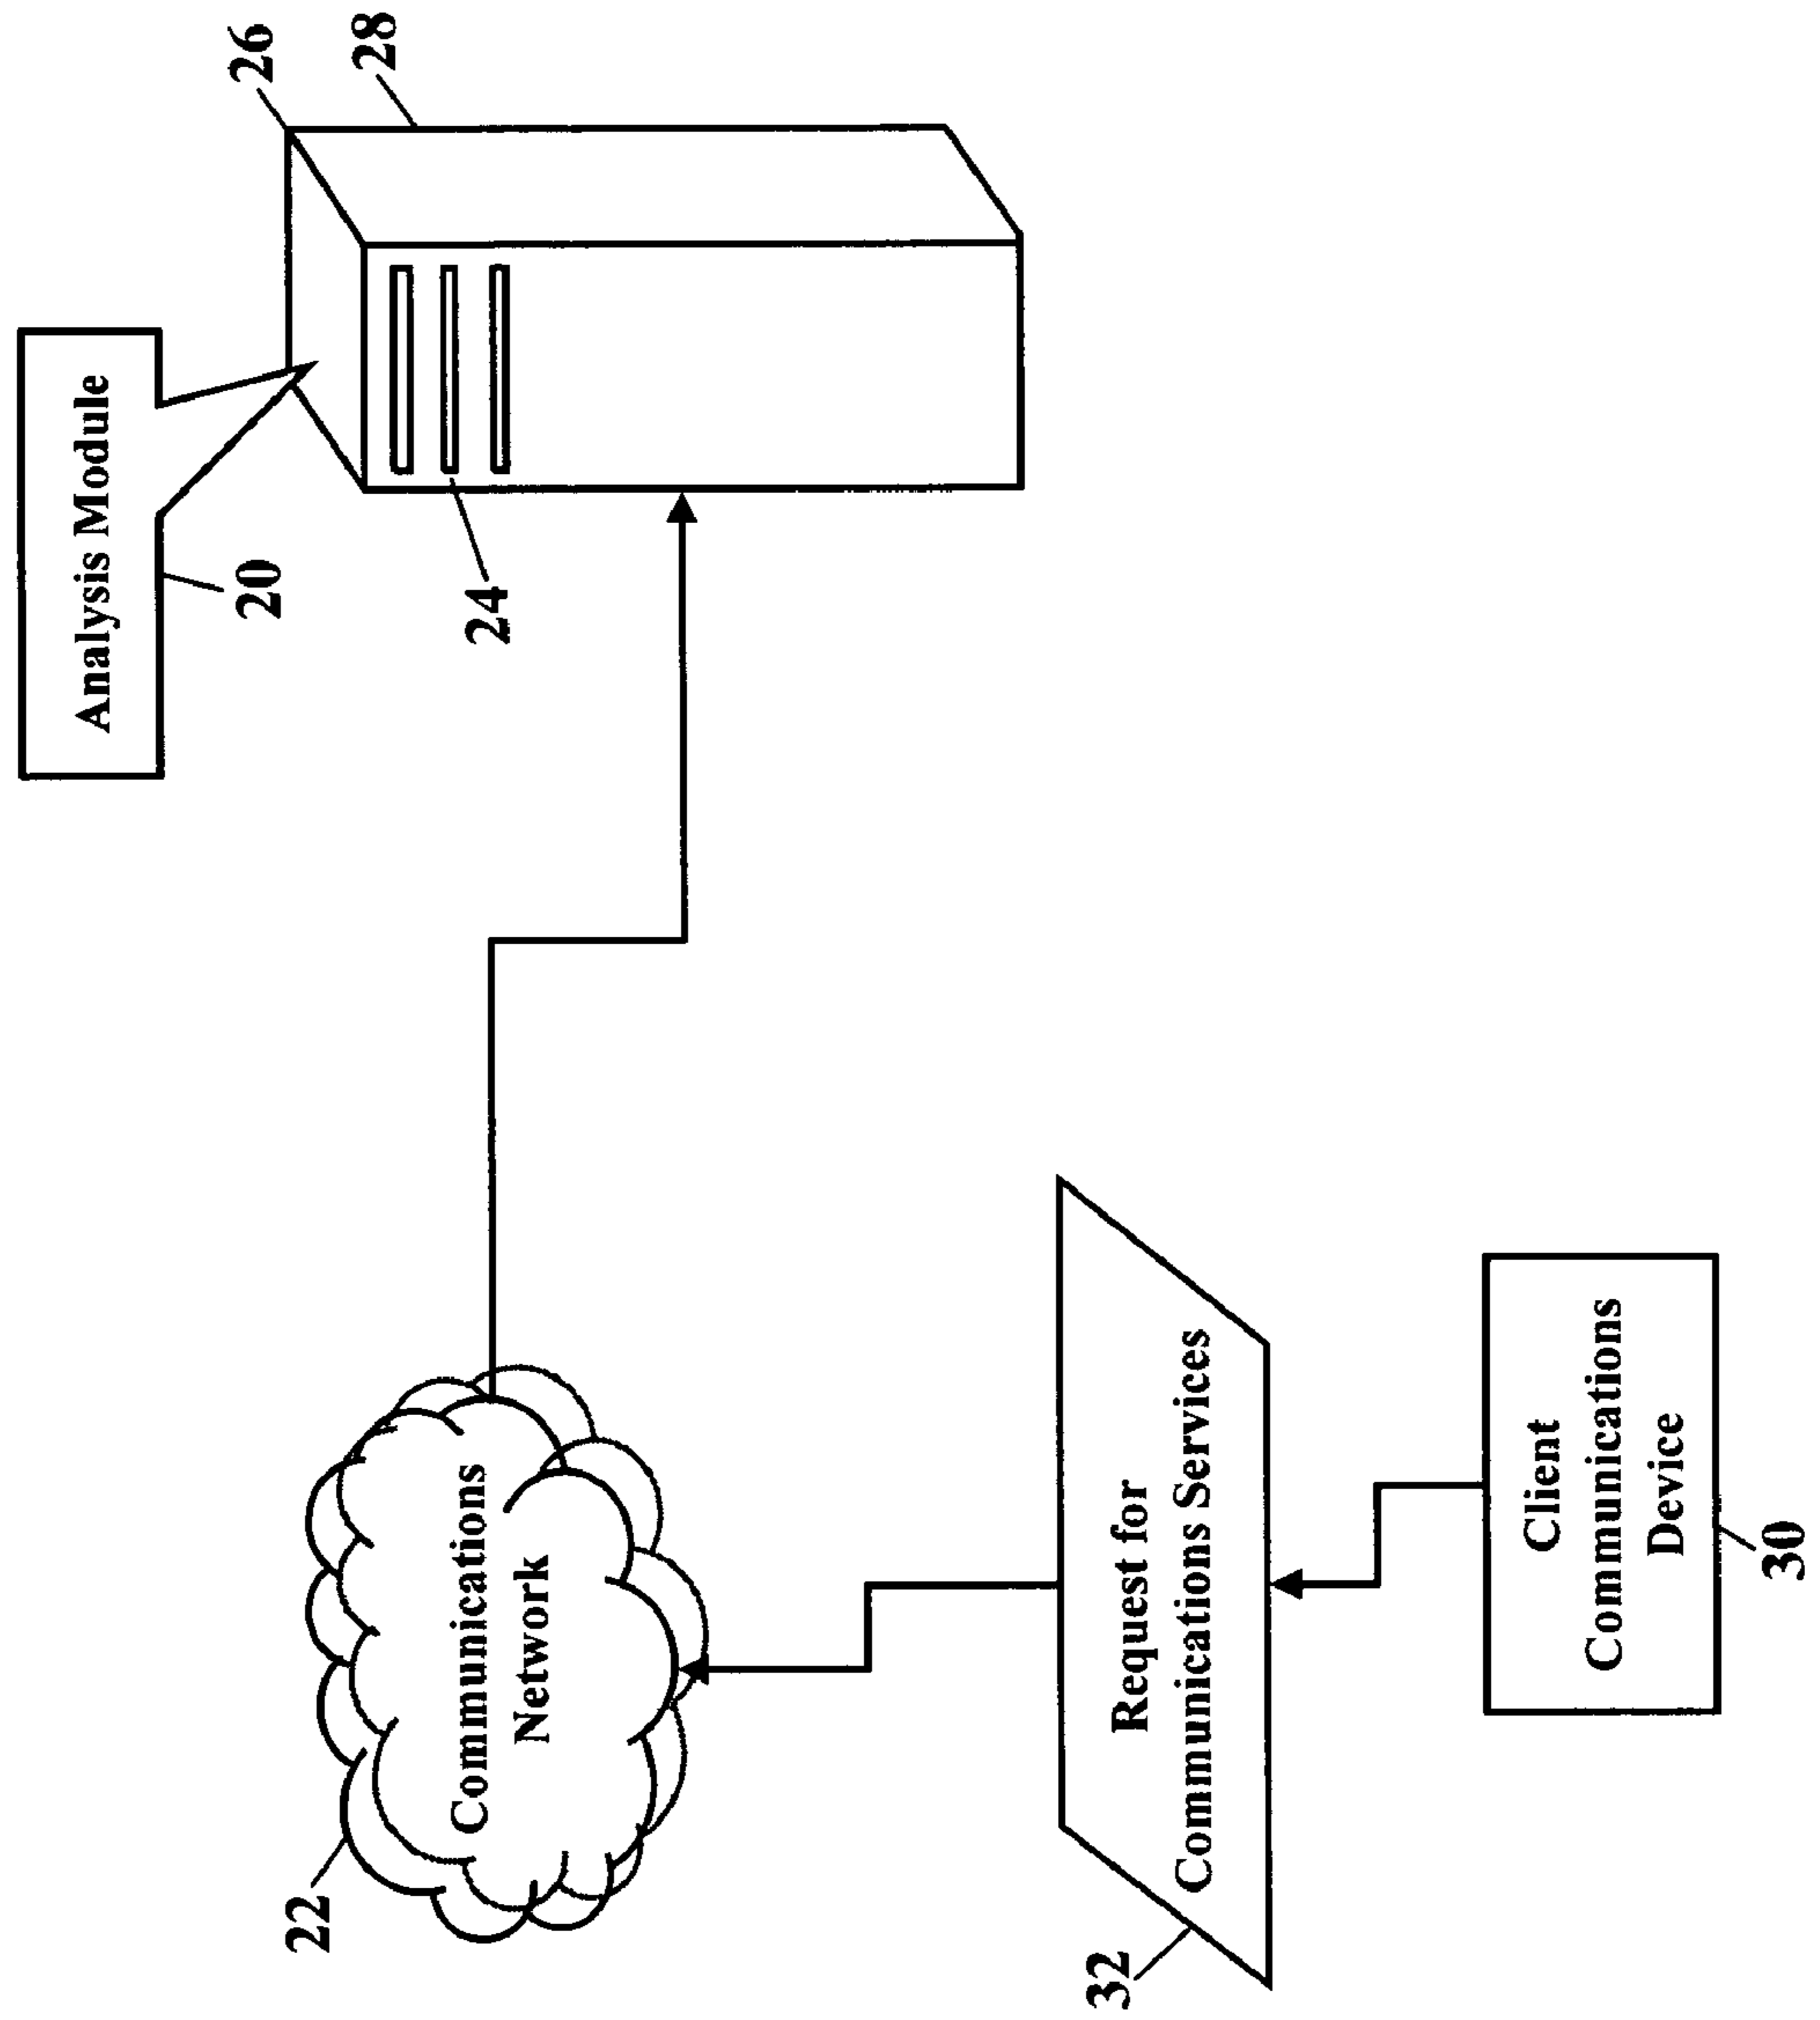 Analysis Module
20
26
28
24
22
Communications
Network
32
Request for
Communications Services
Client
Communications
Device
30